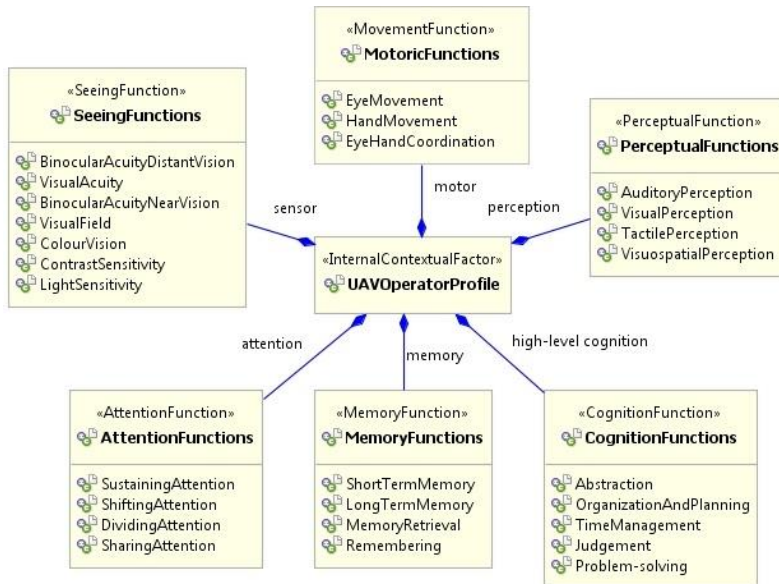 «MovementFunction»
MotoricFunctions
EyeMovement
HandMovement
EyeHandCoordination
«SeeingFunction»
SeeingFunctions
BinocularAcuityDistantVision
VisualAcuity
BinocularAcuityNearVision
VisualField
ColourVision
ContrastSensitivity
LightSensitivity
«PerceptualFunction»
PerceptualFunctions
AuditoryPerception
VisualPerception
TactilePerception
VisuospatialPerception
motor
sensor
perception
«InternalContextualFactor»
UAVOperatorProfile
attention
memory
high-level cognition
«AttentionFunction»
AttentionFunctions
SustainingAttention
ShiftingAttention
DividingAttention
SharingAttention
«MemoryFunction»
MemoryFunctions
ShortTermMemory
LongTermMemory
MemoryRetrieval
Remembering
«CognitionFunction»
CognitionFunctions
Abstraction
OrganizationAndPlanning
TimeManagement
Judgement
Problem-solving